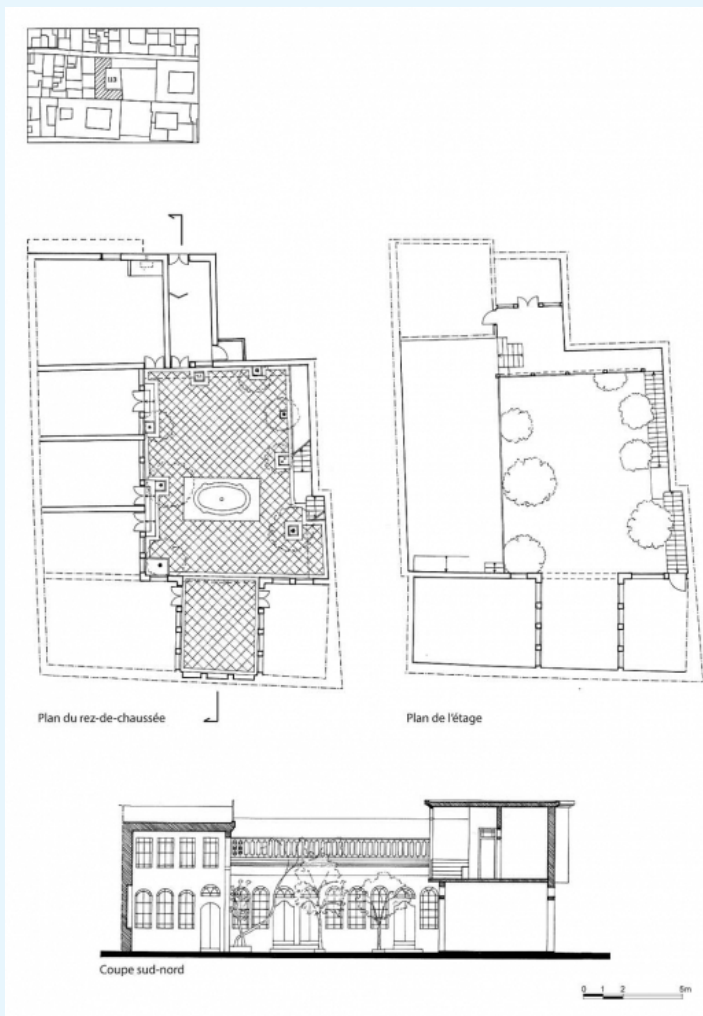 113
Plan du rez-de-chaussée
Plan de l'étage
Coupe sud-nord
0 1 2 5m